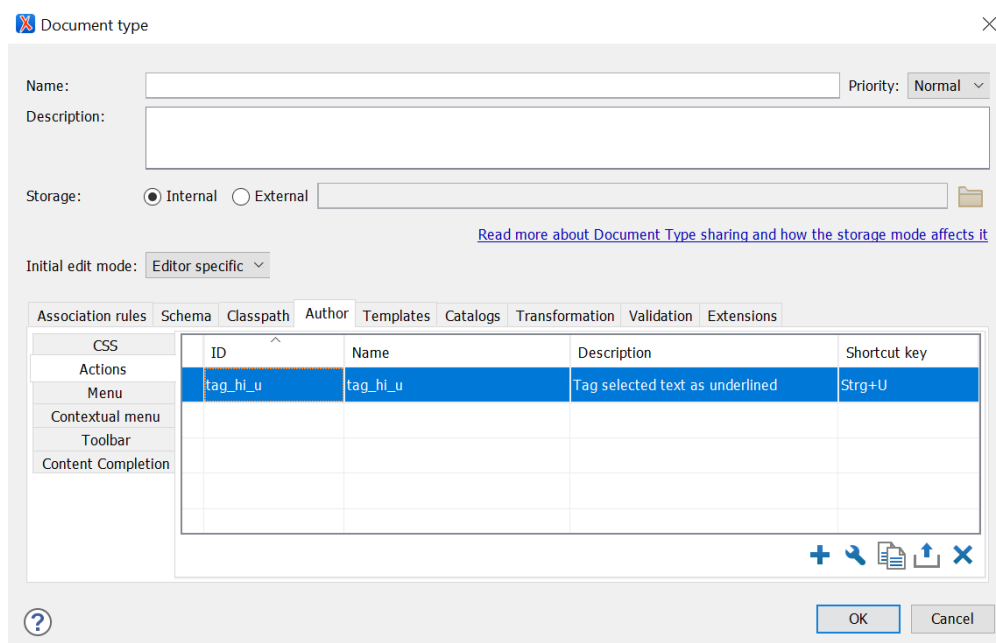 Document type
Name:
Priority: Normal
Description:
Storage: Internal External
Read more about Document Type sharing and how the storage mode affects it
Initial edit mode: Editor specific
Association rules Schema Classpath Author Templates Catalogs Transformation Validation Extensions
CSS
Actions
Menu
Contextual menu
Toolbar
Content Completion
ID Name Description Shortcut key
tag_hi_u tag_hi_u Tag selected text as underlined Strg+U
?
OK Cancel